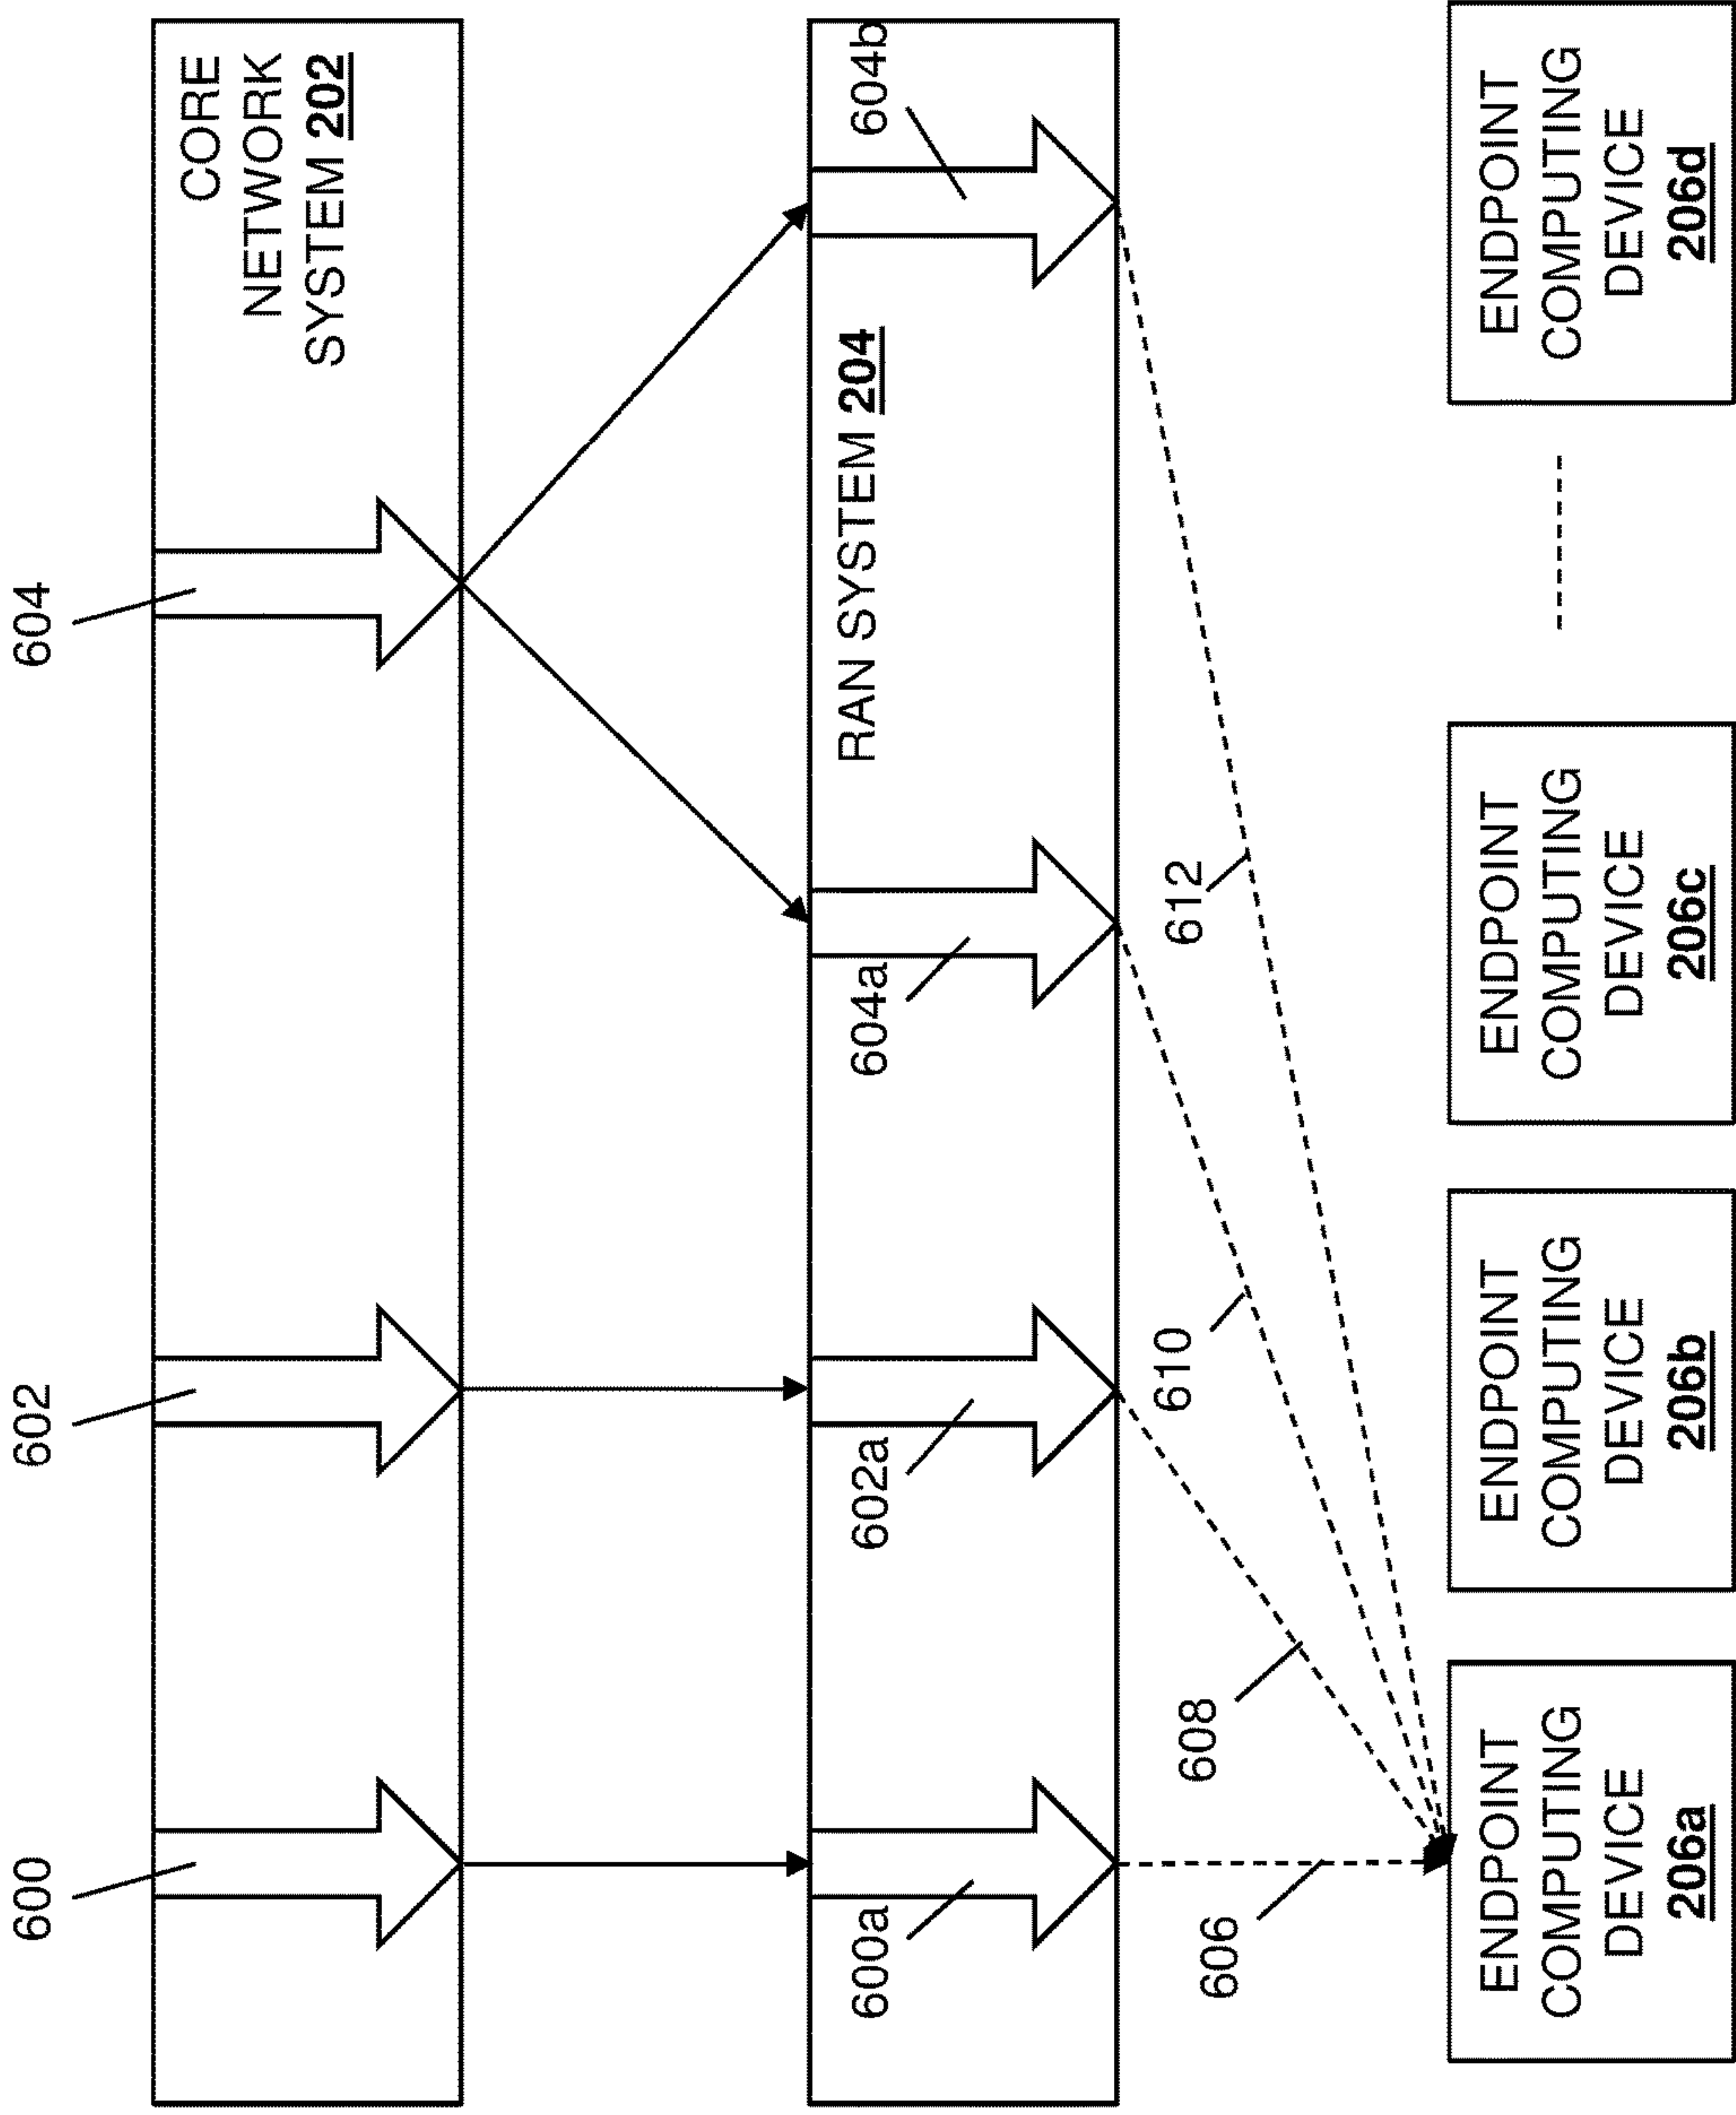 600
602
604
CORE
NETWORK
SYSTEM 202
600a
602a
604a
RAN SYSTEM 204
604b
606
608
610
612
ENDPOINT
COMPUTING
DEVICE
206a
ENDPOINT
COMPUTING
DEVICE
206b
ENDPOINT
COMPUTING
DEVICE
206c
ENDPOINT
COMPUTING
DEVICE
206d